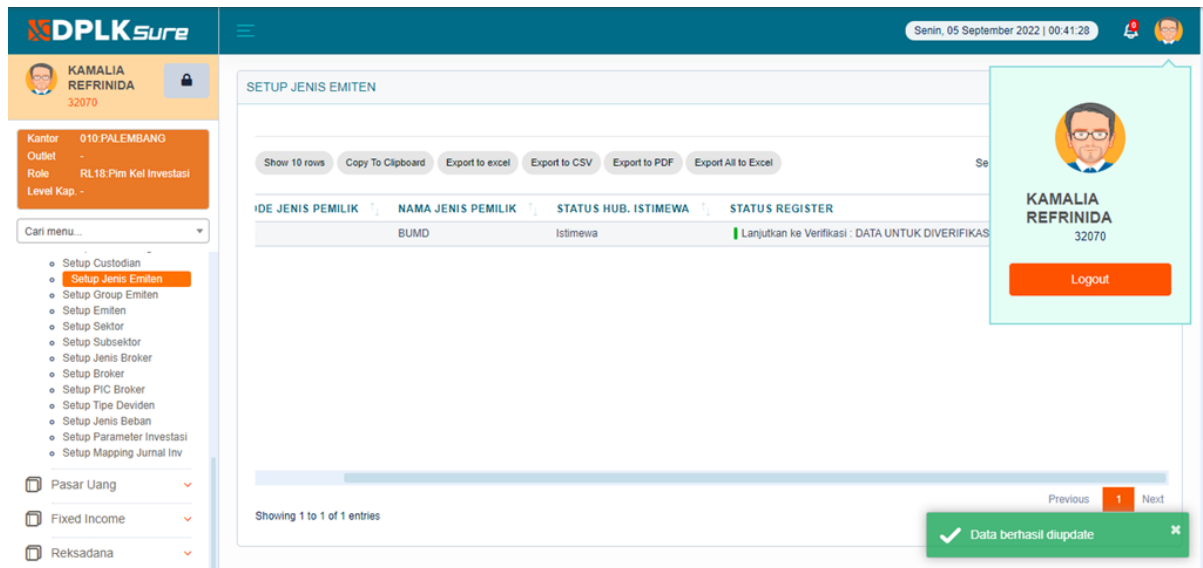 DPLKSure
Senin, 05 September 2022 | 00:41:28
0
KAMALIA
REFRINIDA
32070
Kantor 010:PALEMBANG
Outlet -
Role RL18:Pim Kel Investasi
Level Kap. -
Cari menu...
Setup Custodian
Setup Jenis Emiten
Setup Group Emiten
Setup Emiten
Setup Sektor
Setup Subsektor
Setup Jenis Broker
Setup Broker
Setup PIC Broker
Setup Tipe Deviden
Setup Jenis Beban
Setup Parameter Investasi
Setup Mapping Jurnal Inv
Pasar Uang
Fixed Income
Reksadana
SETUP JENIS EMITEN
Show 10 rows Copy To Clipboard Export to excel Export to CSV Export to PDF Export All to Excel Se
ODE JENIS PEMILIK NAMA JENIS PEMILIK STATUS HUB. ISTIMEWA STATUS REGISTER
BUMD Istimewa Lanjutkan ke Verifikasi : DATA UNTUK DIVERIFIKAS
KAMALIA
REFRINIDA
32070
Logout
Previous 1 Next
Showing 1 to 1 of 1 entries
Data berhasil diupdate ×